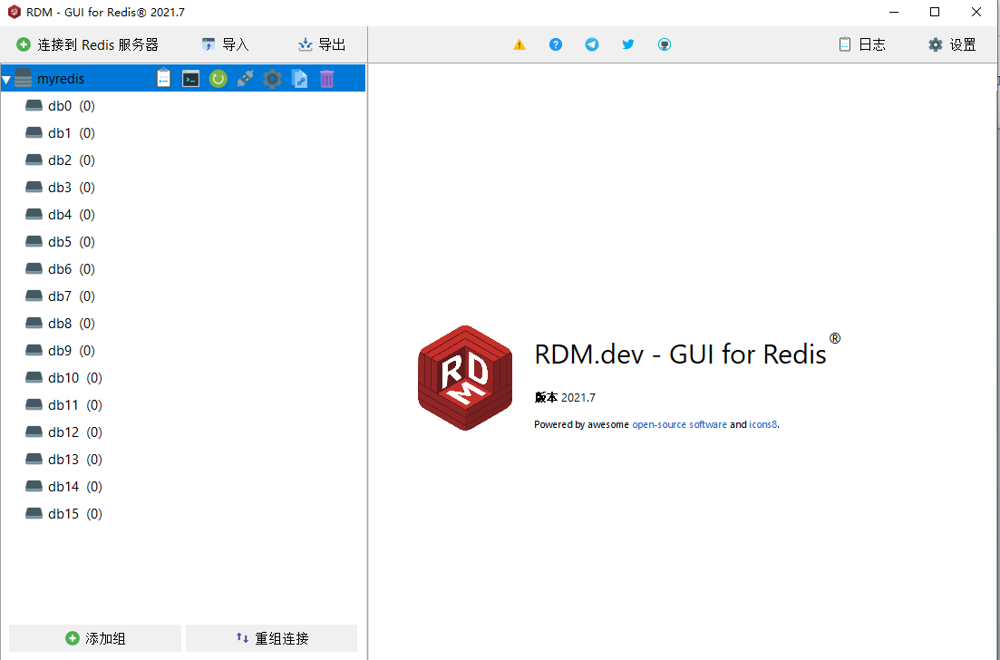 RDM - GUI for Redis® 2021.7
连接到 Redis 服务器 导入 导出 日志 设置
myredis
db0 (0)
db1 (0)
db2 (0)
db3 (0)
db4 (0)
db5 (0)
db6 (0)
db7 (0)
db8 (0)
db9 (0)
db10 (0)
db11 (0)
db12 (0)
db13 (0)
db14 (0)
db15 (0)
RDM
RDM.dev - GUI for Redis®
版本 2021.7
Powered by awesome open-source software and icons8.
添加组 重组连接